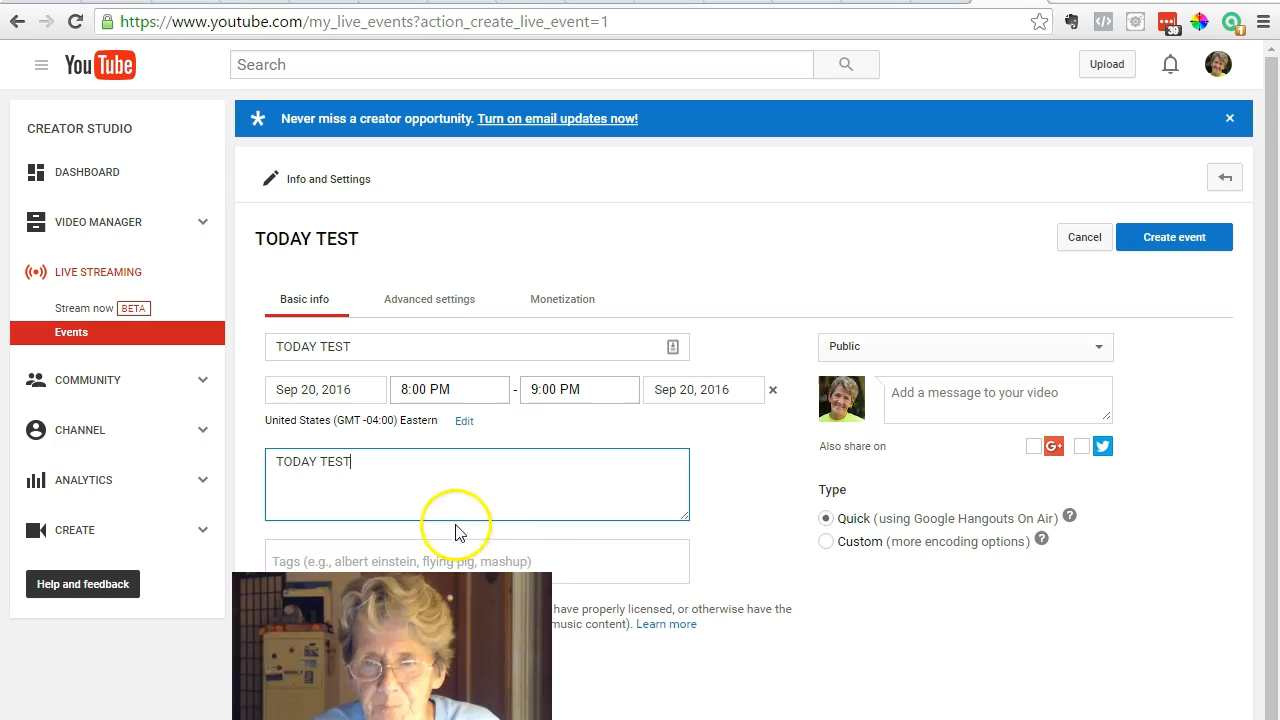 https://www.youtube.com/my_live_events?action_create_live_event=1
39
1
YouTube
Search
Upload
CREATOR STUDIO
DASHBOARD
VIDEO MANAGER
LIVE STREAMING
Stream now BETA
Events
COMMUNITY
CHANNEL
ANALYTICS
CREATE
Help and feedback
Never miss a creator opportunity. Turn on email updates now!
×
Info and Settings
TODAY TEST
Cancel
Create event
Basic info
Advanced settings
Monetization
TODAY TEST
Sep 20, 2016
8:00 PM
-
9:00 PM
Sep 20, 2016
×
United States (GMT -04:00) Eastern
Edit
TODAY TEST
Tags (e.g., albert einstein, flying pig, mashup)
have properly licensed, or otherwise have the
music content). Learn more
Public
Add a message to your video
Also share on
G+
Type
Quick (using Google Hangouts On Air) ?
Custom (more encoding options) ?